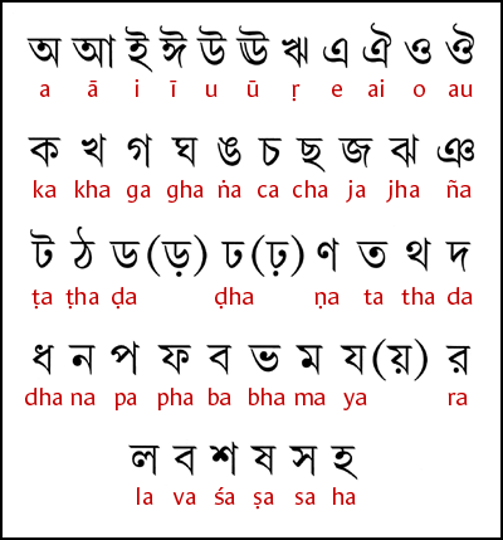 অ আ ই ঈ উ ঊ ঋ এ ঐ ও ঔ
a ā i ī u ū ṛ e ai o au
ক খ গ ঘ ঙ চ ছ জ ঝ ঞ
ka kha ga gha ṅa ca cha ja jha ña
ট ঠ ড (ড়) ঢ (ঢ়) ণ ত থ দ
ṭa ṭha ḍa ḍha ṇa ta tha da
ধ ন প ফ ব ভ ম য (য়) র
dha na pa pha ba bha ma ya ra
ল ব শ ষ স হ
la va śa ṣa sa ha